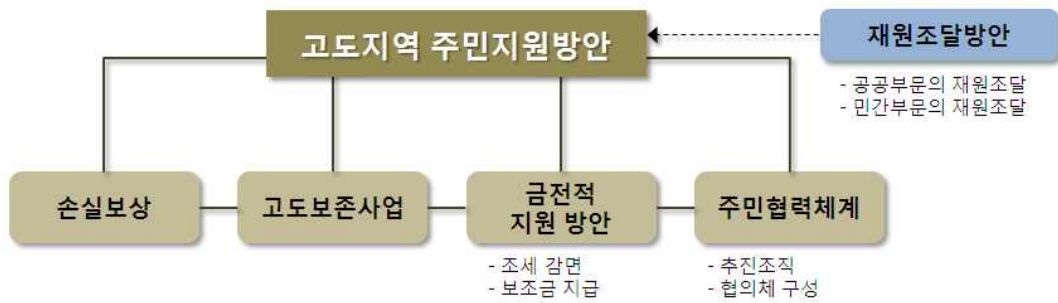 고도지역 주민지원방안
재원조달방안
- 공공부문의 재원조달
- 민간부문의 재원조달
손실보상
고도보존사업
금전적
지원 방안
주민협력체계
- 조세 감면
- 보조금 지급
- 추진조직
- 협의체 구성